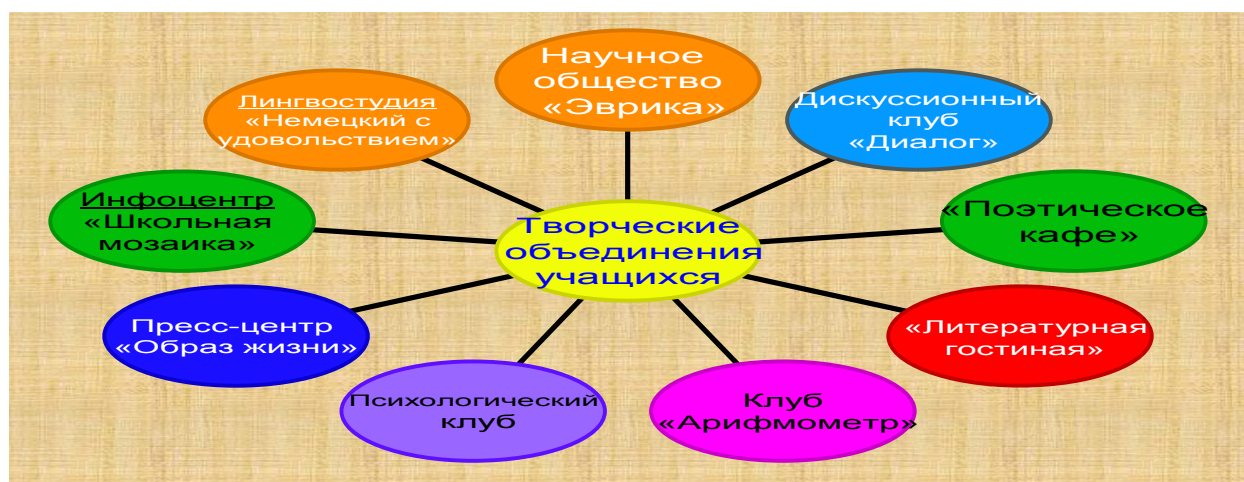 Научное
общество
«Эврика»
Лингвостудия
«Немецкий с
удовольствием»
Дискуссионный
клуб
«Диалог»
Инфоцентр
«Школьная
мозаика»
«Поэтическое
кафе»
Творческие
объединения
учащихся
Пресс-центр
«Образ жизни»
«Литературная
гостиная»
Психологический
клуб
Клуб
«Арифмометр»